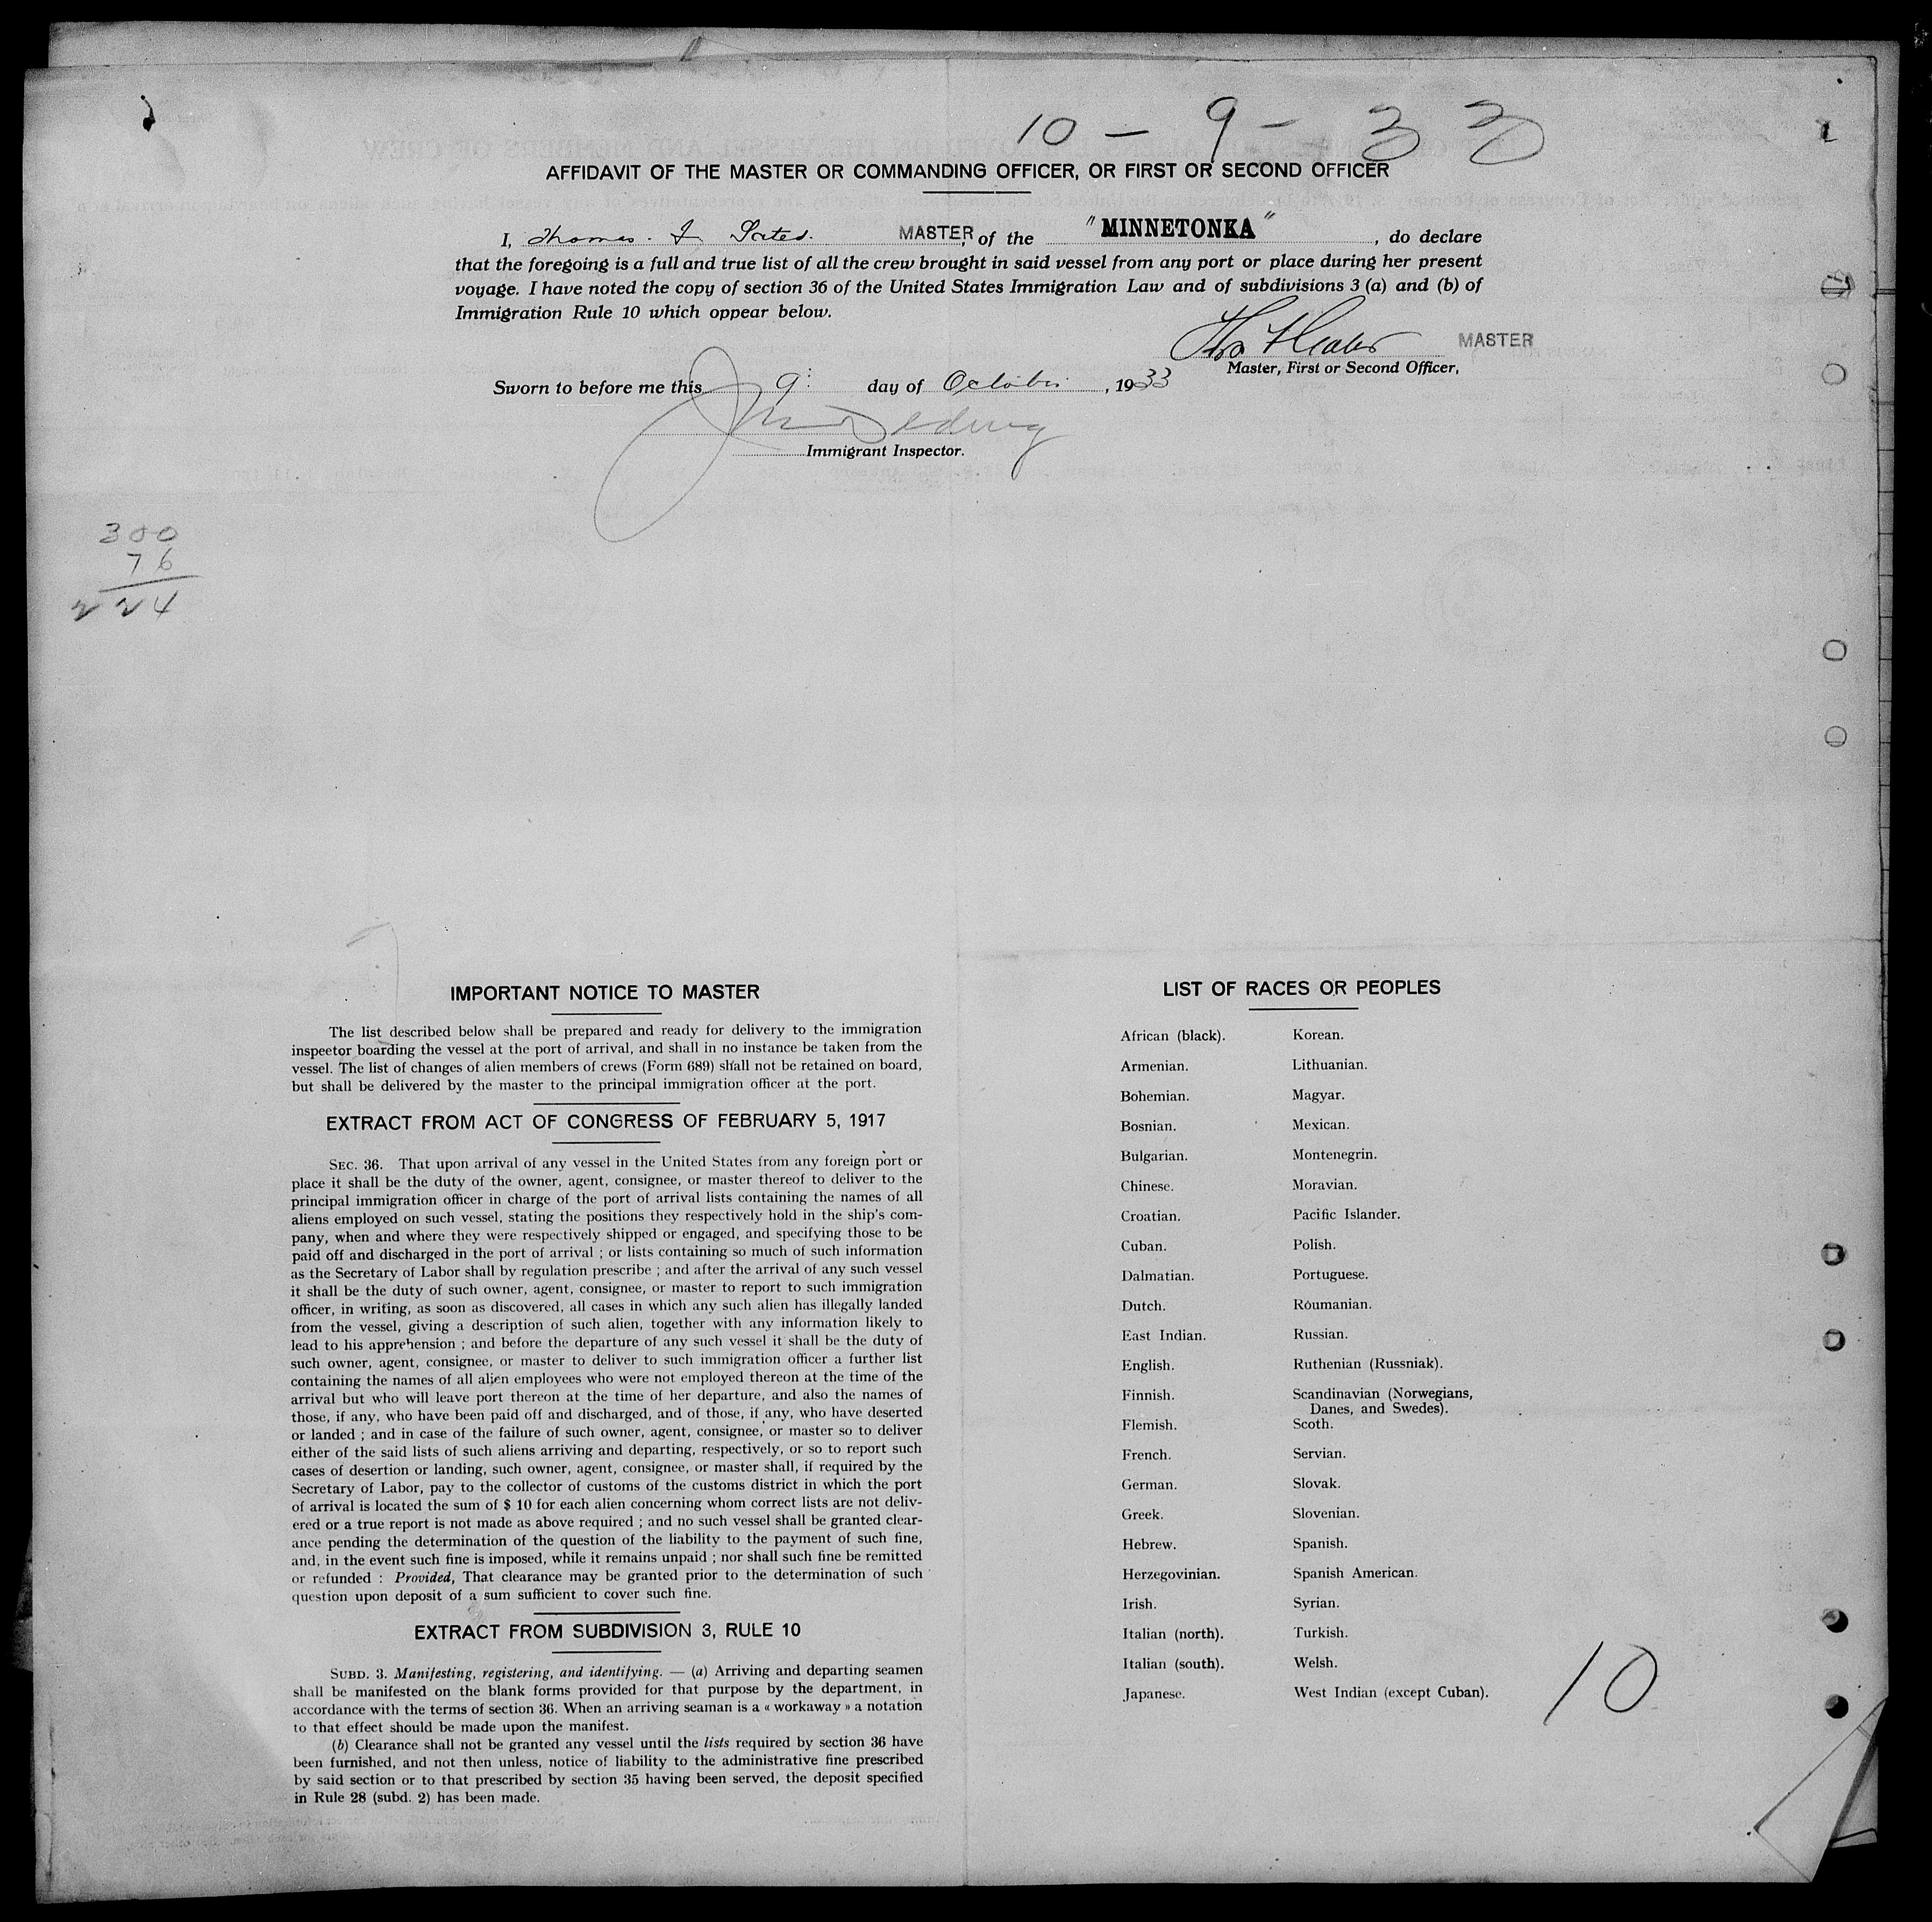 10 - 9 - 33
AFFIDAVIT OF THE MASTER OR COMMANDING OFFICER, OR FIRST OR SECOND OFFICER
I, Thomas. F. MASTER, of the "MINNETONKA", do declare
that the foregoing is a full and true list of all the crew brought in said vessel from any port or place during her present
voyage. I have noted the copy of section 36 of the United States Immigration Law and of subdivisions 3 (a) and (b) of
Immigration Rule 10 which oppear below.
MASTER
Master, First or Second Officer,
Sworn to before me this 9 day of October, 1933
Immigrant Inspector.
300
76
224
IMPORTANT NOTICE TO MASTER
The list described below shall be prepared and ready for delivery to the immigration
inspeetor boarding the vessel at the port of arrival, and shall in no instance be taken from the
vessel. The list of changes of alien members of crews (Form 689) shall not be retained on board,
but shall be delivered by the master to the principal immigration officer at the port.
EXTRACT FROM ACT OF CONGRESS OF FEBRUARY 5, 1917
SEC. 36. That upon arrival of any vessel in the United States from any foreign port or
place it shall be the duty of the owner, agent, consignee, or master thereof to deliver to the
principal immigration officer in charge of the port of arrival lists containing the names of all
aliens employed on such vessel, stating the positions they respectively hold in the ship's com-
pany, when and where they were respectively shipped or engaged, and specifying those to be
paid off and discharged in the port of arrival ; or lists containing so much of such information
as the Secretary of Labor shall by regulation prescribe ; and after the arrival of any such vessel
it shall be the duty of such owner, agent, consignee, or master to report to such immigration
officer, in writing, as soon as discovered, all cases in which any such alien has illegally landed
from the vessel, giving a description of such alien, together with any information likely to
lead to his apprehension ; and before the departure of any such vessel it shall be the duty of
such owner, agent, consignee, or master to deliver to such immigration officer a further list
containing the names of all alien employees who were not employed thereon at the time of the
arrival but who will leave port thereon at the time of her departure, and also the names of
those, if any, who have been paid off and discharged, and of those, if any, who have deserted
or landed ; and in case of the failure of such owner, agent, consignee, or master so to deliver
either of the said lists of such aliens arriving and departing, respectively, or so to report such
cases of desertion or landing, such owner, agent, consignee, or master shall, if required by the
Secretary of Labor, pay to the collector of customs of the customs district in which the port
of arrival is located the sum of $ 10 for each alien concerning whom correct lists are not deliv-
ered or a true report is not made as above required ; and no such vessel shall be granted clear-
ance pending the determination of the question of the liability to the payment of such fine,
and, in the event such fine is imposed, while it remains unpaid ; nor shall such fine be remitted
or refunded : Provided, That clearance may be granted prior to the determination of such
question upon deposit of a sum sufficient to cover such fine.
EXTRACT FROM SUBDIVISION 3, RULE 10
SUBD. 3. Manifesting, registering, and identifying. — (a) Arriving and departing seamen
shall be manifested on the blank forms provided for that purpose by the department, in
accordance with the terms of section 36. When an arriving seaman is a « workaway » a notation
to that effect should be made upon the manifest.
(b) Clearance shall not be granted any vessel until the lists required by section 36 have
been furnished, and not then unless, notice of liability to the administrative fine prescribed
by said section or to that prescribed by section 35 having been served, the deposit specified
in Rule 28 (subd. 2) has been made.
LIST OF RACES OR PEOPLES
African (black).
Armenian.
Bohemian.
Bosnian.
Bulgarian.
Chinese.
Croatian.
Cuban.
Dalmatian.
Dutch.
East Indian.
English.
Finnish.
Flemish.
French.
German.
Greek.
Hebrew.
Herzegovinian.
Irish.
Italian (north).
Italian (south).
Japanese.
Korean.
Lithuanian.
Magyar.
Mexican.
Montenegrin.
Moravian.
Pacific Islander.
Polish.
Portuguese.
Roumanian.
Russian.
Ruthenian (Russniak).
Scandinavian (Norwegians,
Danes, and Swedes).
Scoth.
Servian.
Slovak.
Slovenian.
Spanish.
Spanish American.
Syrian.
Turkish.
Welsh.
West Indian (except Cuban).
10